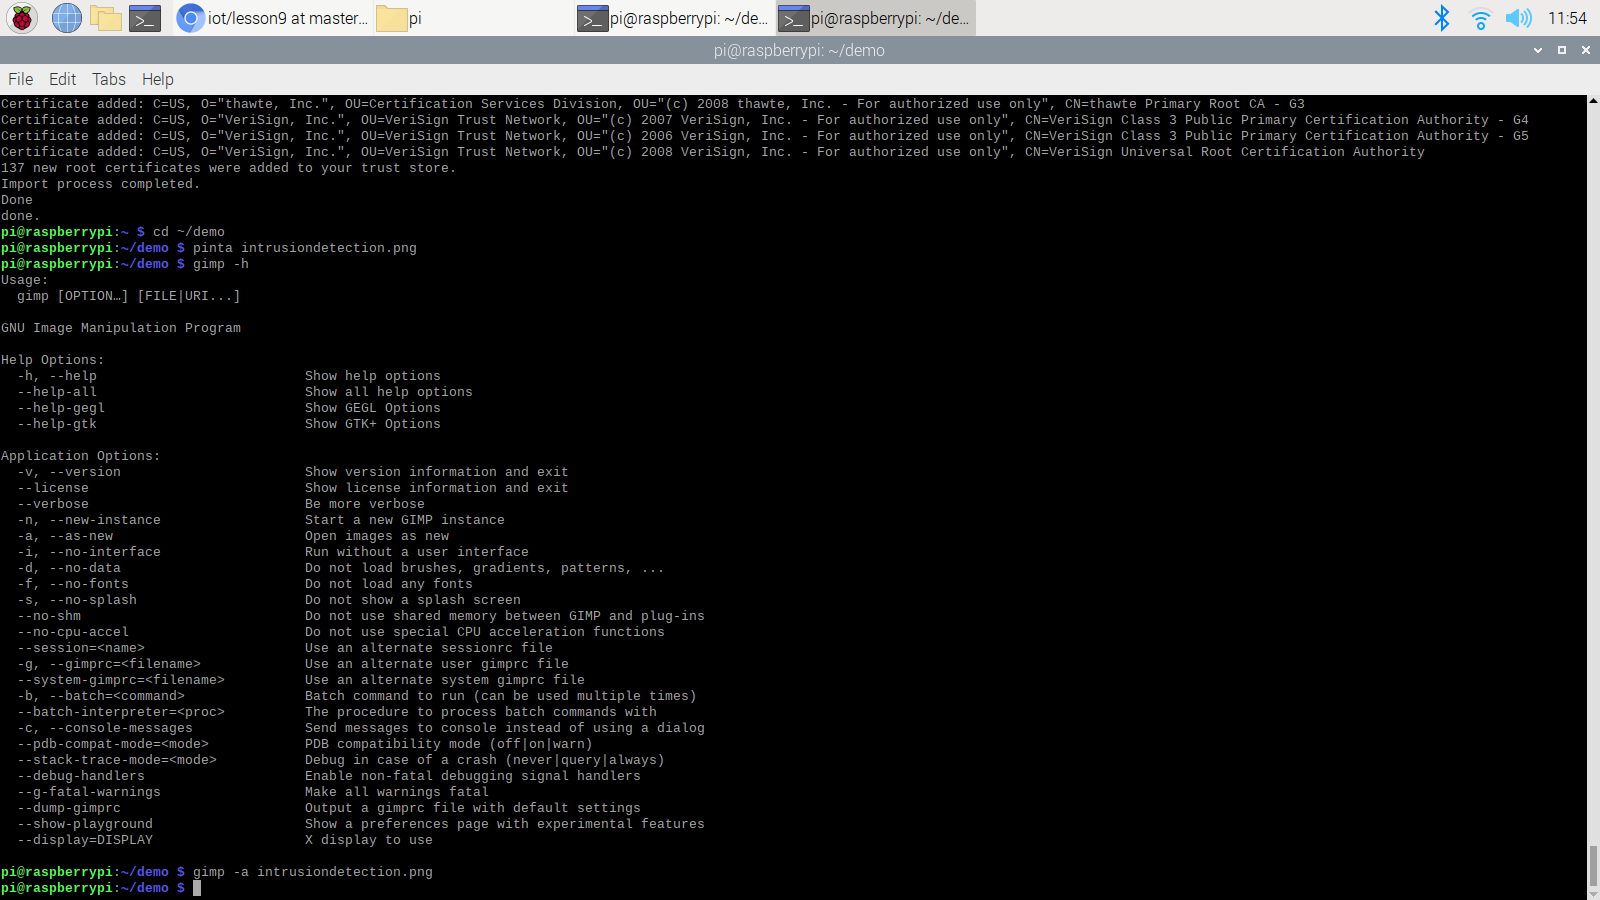 iot/lesson9 at master...
pi
pi@raspberrypi: ~/de...
pi@raspberrypi: ~/de...
11:54
pi@raspberrypi: ~/demo
File Edit Tabs Help
Certificate added: C=US, O="thawte, Inc.", OU=Certification Services Division, OU="(c) 2008 thawte, Inc. - For authorized use only", CN=thawte Primary Root CA - G3
Certificate added: C=US, O="VeriSign, Inc.", OU=VeriSign Trust Network, OU="(c) 2007 VeriSign, Inc. - For authorized use only", CN=VeriSign Class 3 Public Primary Certification Authority - G4
Certificate added: C=US, O="VeriSign, Inc.", OU=VeriSign Trust Network, OU="(c) 2006 VeriSign, Inc. - For authorized use only", CN=VeriSign Class 3 Public Primary Certification Authority - G5
Certificate added: C=US, O="VeriSign, Inc.", OU=VeriSign Trust Network, OU="(c) 2008 VeriSign, Inc. - For authorized use only", CN=VeriSign Universal Root Certification Authority
137 new root certificates were added to your trust store.
Import process completed.
Done
done.
pi@raspberrypi:~ $ cd ~/demo
pi@raspberrypi:~/demo $ pinta intrusiondetection.png
pi@raspberrypi:~/demo $ gimp -h
Usage:
  gimp [OPTION…] [FILE|URI...]

GNU Image Manipulation Program

Help Options:
  -h, --help                          Show help options
  --help-all                          Show all help options
  --help-gegl                         Show GEGL Options
  --help-gtk                          Show GTK+ Options

Application Options:
  -v, --version                       Show version information and exit
  --license                           Show license information and exit
  --verbose                           Be more verbose
  -n, --new-instance                  Start a new GIMP instance
  -a, --as-new                        Open images as new
  -i, --no-interface                  Run without a user interface
  -d, --no-data                       Do not load brushes, gradients, patterns, ...
  -f, --no-fonts                      Do not load any fonts
  -s, --no-splash                     Do not show a splash screen
  --no-shm                            Do not use shared memory between GIMP and plug-ins
  --no-cpu-accel                      Do not use special CPU acceleration functions
  --session=<name>                    Use an alternate sessionrc file
  -g, --gimprc=<filename>             Use an alternate user gimprc file
  --system-gimprc=<filename>          Use an alternate system gimprc file
  -b, --batch=<command>               Batch command to run (can be used multiple times)
  --batch-interpreter=<proc>          The procedure to process batch commands with
  -c, --console-messages              Send messages to console instead of using a dialog
  --pdb-compat-mode=<mode>            PDB compatibility mode (off|on|warn)
  --stack-trace-mode=<mode>           Debug in case of a crash (never|query|always)
  --debug-handlers                    Enable non-fatal debugging signal handlers
  --g-fatal-warnings                  Make all warnings fatal
  --dump-gimprc                       Output a gimprc file with default settings
  --show-playground                   Show a preferences page with experimental features
  --display=DISPLAY                   X display to use

pi@raspberrypi:~/demo $ gimp -a intrusiondetection.png
pi@raspberrypi:~/demo $